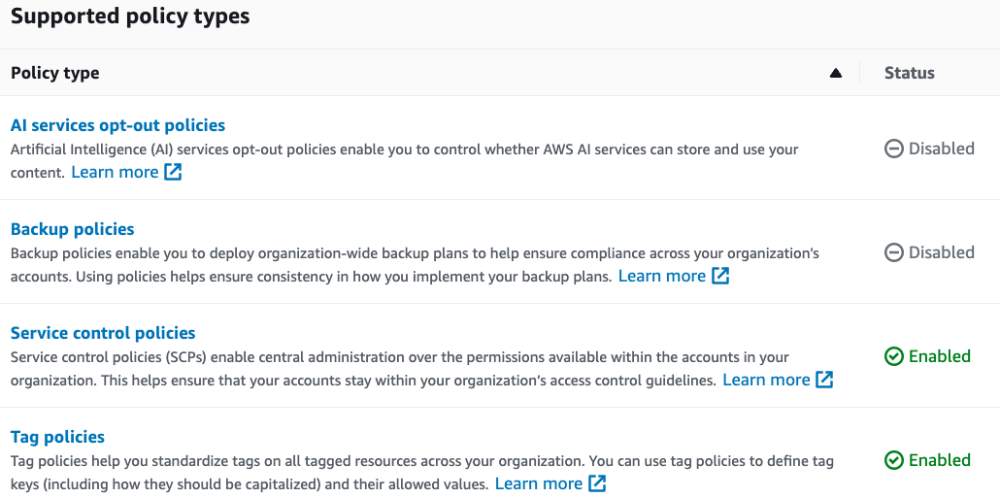 Supported policy types
Policy type ▲ Status
AI services opt-out policies
Artificial Intelligence (AI) services opt-out policies enable you to control whether AWS AI services can store and use your
content. Learn more
Disabled
Backup policies
Backup policies enable you to deploy organization-wide backup plans to help ensure compliance across your organization's
accounts. Using policies helps ensure consistency in how you implement your backup plans. Learn more
Disabled
Service control policies
Service control policies (SCPs) enable central administration over the permissions available within the accounts in your
organization. This helps ensure that your accounts stay within your organization's access control guidelines. Learn more
Enabled
Tag policies
Tag policies help you standardize tags on all tagged resources across your organization. You can use tag policies to define tag
keys (including how they should be capitalized) and their allowed values. Learn more
Enabled